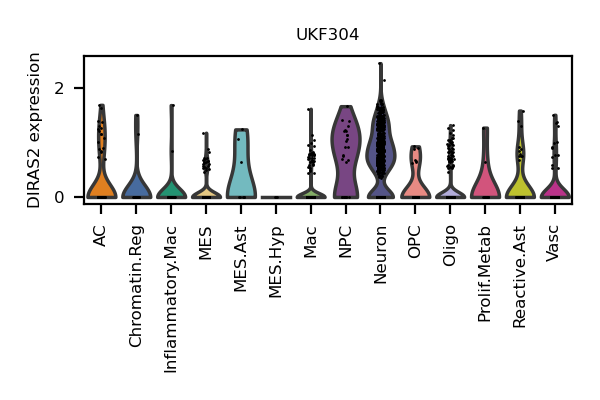 UKF304
DIRAS2 expression
2
0
AC
Chromatin.Reg
Inflammatory.Mac
MES
MES.Ast
MES.Hyp
Mac
NPC
Neuron
OPC
Oligo
Prolif.Metab
Reactive.Ast
Vasc